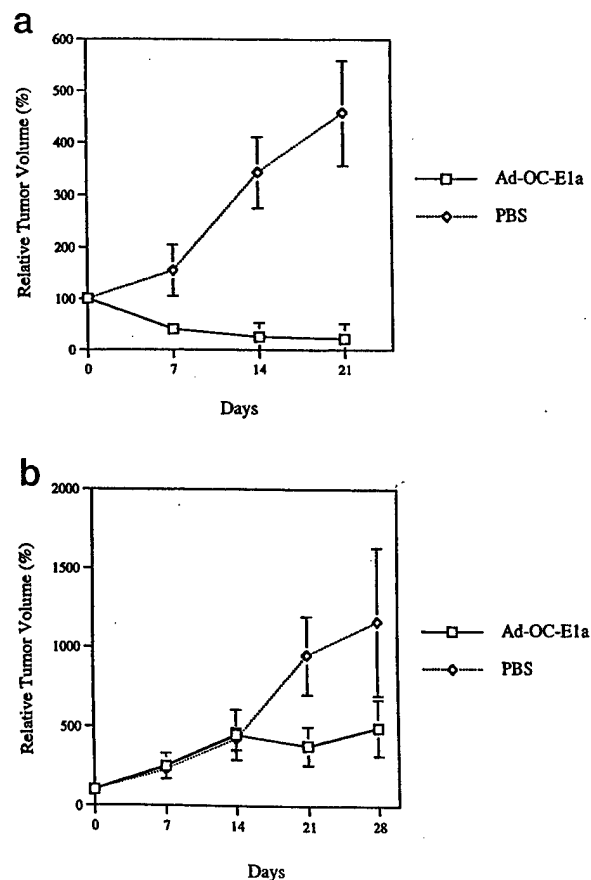 a
Relative Tumor Volume (%)
600
500
400
300
200
100
0
0 7 14 21
Days
Ad-OC-E1a
PBS
b
Relative Tumor Volume (%)
2000
1500
1000
500
0
0 7 14 21 28
Days
Ad-OC-E1a
PBS